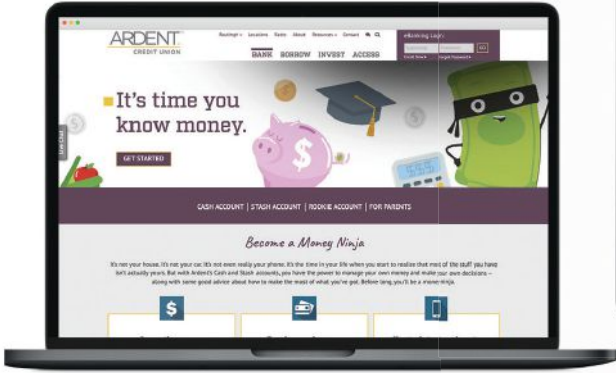 ARDENT
CREDIT UNION
Routing# Locations Rates About Resources Contact
eBanking Login
GO
BANK BORROW INVEST ACCESS
It's time you
know money.
GET STARTED
Live Chat
CASH ACCOUNT | STASH ACCOUNT | ROOKIE ACCOUNT | FOR PARENTS
Become a Money Ninja
It's not your house. It's not your car. It's not even really your phone. It's the time in your life when you start to realize that most of the stuff you have
isn't actually yours. But with Ardent's Cash and Stash accounts, you have the power to manage your own money and make your own decisions –
along with some good advice about how to make the most of what you've got. Before long, you'll be a money ninja.